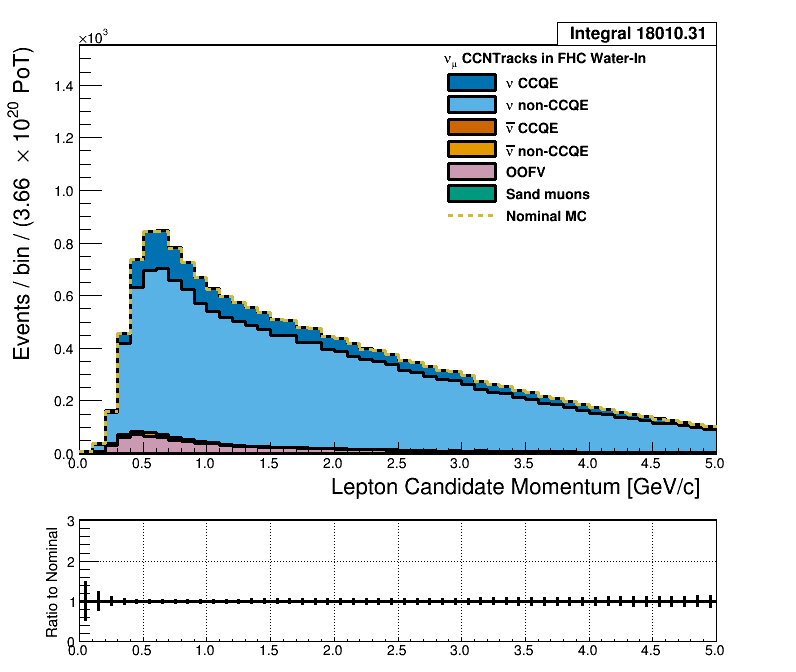 Integral 18010.31
×10³
ν_μ CCNTracks in FHC Water-In
ν CCQE
ν non-CCQE
ν̅ CCQE
ν̅ non-CCQE
OOFV
Sand muons
Nominal MC
Events / bin / (3.66 × 10²⁰ PoT)
1.4
1.2
1.0
0.8
0.6
0.4
0.2
0.0
0.0 0.5 1.0 1.5 2.0 2.5 3.0 3.5 4.0 4.5 5.0
Lepton Candidate Momentum [GeV/c]
Ratio to Nominal
3
2
1
0
0.0 0.5 1.0 1.5 2.0 2.5 3.0 3.5 4.0 4.5 5.0